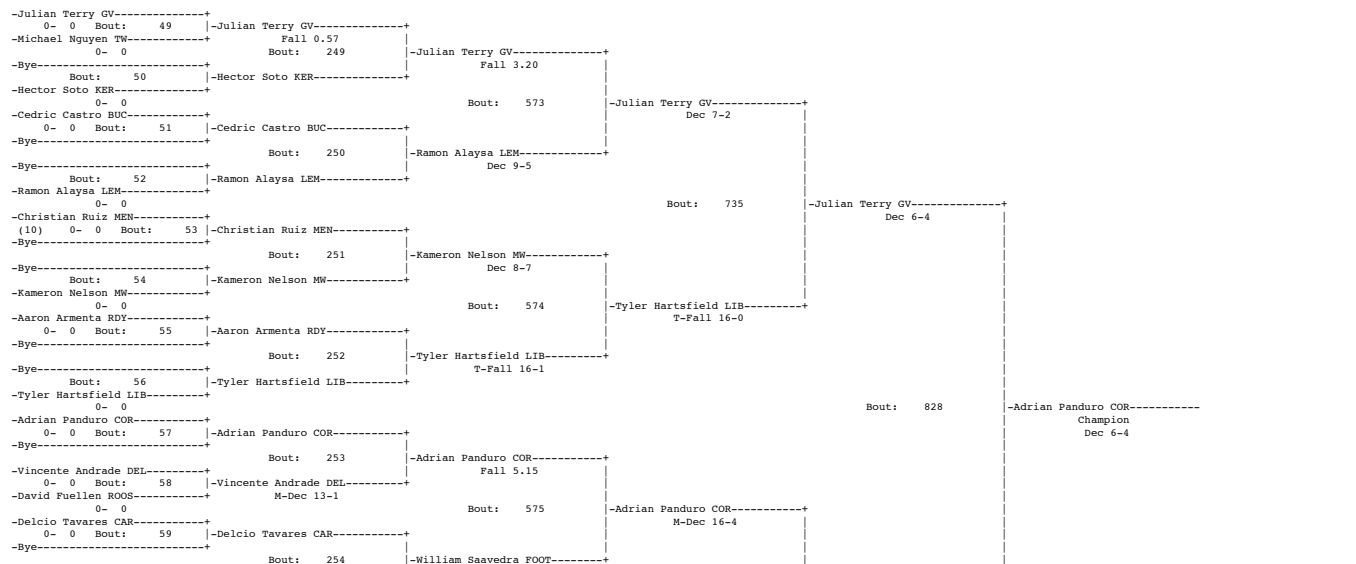 -Julian Terry GV--------------+
0-  0   Bout:     49     |-Julian Terry GV--------------+
-Michael Nguyen TW------------+           Fall 0.57          |
0-  0                      Bout:    249         |-Julian Terry GV--------------+
-Bye--------------------------+                              |           Fall 3.20          |
Bout:     50         |-Hector Soto KER--------------+                              |
-Hector Soto KER--------------+                                                             |
0-  0                                                     Bout:    573         |-Julian Terry GV--------------+
-Cedric Castro BUC------------+                                                             |            Dec 7-2           |
0-  0   Bout:     51     |-Cedric Castro BUC------------+                              |                              |
-Bye--------------------------+                              |                              |                              |
Bout:    250         |-Ramon Alaysa LEM-------------+                              |
-Bye--------------------------+                              |            Dec 9-5                                          |
Bout:     52         |-Ramon Alaysa LEM-------------+                                                             |
-Ramon Alaysa LEM-------------+                                                                                            |
0-  0                                                                                    Bout:    735         |-Julian Terry GV--------------+
-Christian Ruiz MEN-----------+                                                                                            |            Dec 6-4           |
(10)    0-  0   Bout:     53 |-Christian Ruiz MEN-----------+                                                             |                              |
-Bye--------------------------+                              |                                                             |                              |
Bout:    251         |-Kameron Nelson MW------------+                              |                              |
-Bye--------------------------+                              |            Dec 8-7           |                              |                              |
Bout:     54         |-Kameron Nelson MW------------+                              |                              |                              |
-Kameron Nelson MW------------+                                                             |                              |                              |
0-  0                                                     Bout:    574         |-Tyler Hartsfield LIB---------+                              |
-Aaron Armenta RDY------------+                                                             |          T-Fall 16-0                                        |
0-  0   Bout:     55     |-Aaron Armenta RDY------------+                              |                                                             |
-Bye--------------------------+                              |                              |                                                             |
Bout:    252         |-Tyler Hartsfield LIB---------+                                                             |
-Bye--------------------------+                              |          T-Fall 16-1                                                                       |
Bout:     56         |-Tyler Hartsfield LIB---------+                                                                                            |
-Tyler Hartsfield LIB---------+                                                                                                                           |
0-  0                                                                                                                   Bout:    828         |-Adrian Panduro COR-----------
-Adrian Panduro COR-----------+                                                                                                                           |           Champion
0-  0   Bout:     57     |-Adrian Panduro COR-----------+                                                                                            |            Dec 6-4
-Bye--------------------------+                              |                                                                                            |
Bout:    253         |-Adrian Panduro COR-----------+                                                             |
-Vincente Andrade DEL---------+                              |           Fall 5.15          |                                                             |
0-  0   Bout:     58     |-Vincente Andrade DEL---------+                              |                                                             |
-David Fuellen ROOS-----------+          M-Dec 13-1                                         |                                                             |
0-  0                                                     Bout:    575         |-Adrian Panduro COR-----------+                              |
-Delcio Tavares CAR-----------+                                                             |          M-Dec 16-4          |                              |
0-  0   Bout:     59     |-Delcio Tavares CAR-----------+                              |                              |                              |
-Bye--------------------------+                              |                              |                              |                              |
Bout:    254         |-William Saavedra FOOT--------+                              |                              |